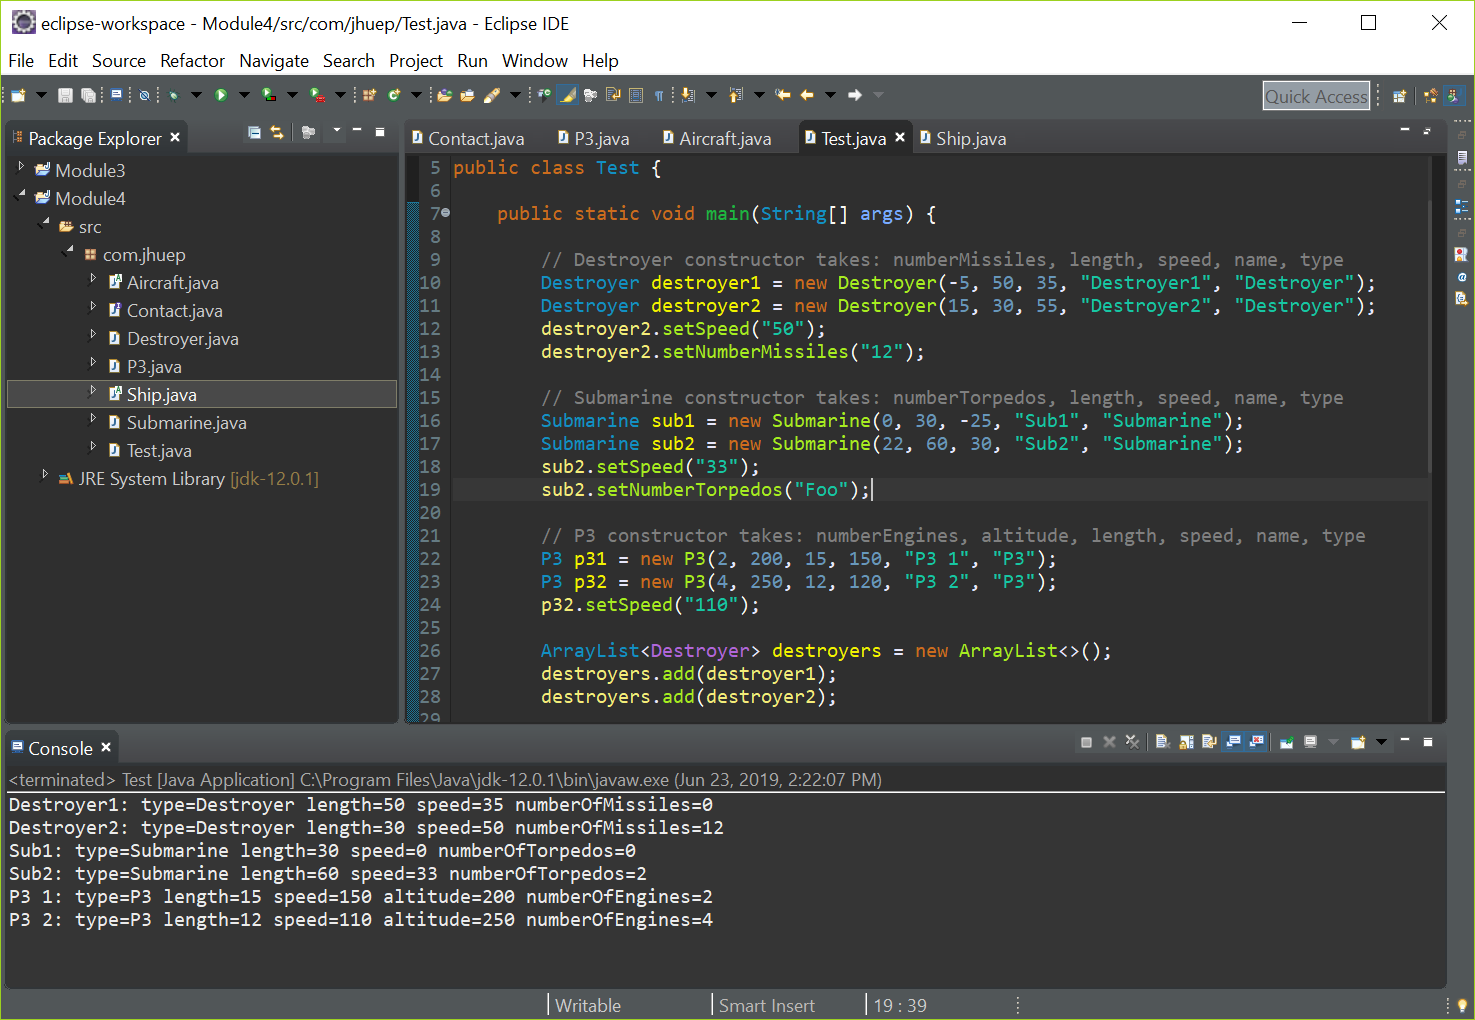 eclipse-workspace - Module4/src/com/jhuep/Test.java - Eclipse IDE
File Edit Source Refactor Navigate Search Project Run Window Help
Quick Access
Package Explorer
Module3
Module4
src
com.jhuep
Aircraft.java
Contact.java
Destroyer.java
P3.java
Ship.java
Submarine.java
Test.java
JRE System Library [jdk-12.0.1]
Contact.java P3.java Aircraft.java Test.java Ship.java
5 public class Test {
6
7 public static void main(String[] args) {
8
9 // Destroyer constructor takes: numberMissiles, length, speed, name, type
10 Destroyer destroyer1 = new Destroyer(-5, 50, 35, "Destroyer1", "Destroyer");
11 Destroyer destroyer2 = new Destroyer(15, 30, 55, "Destroyer2", "Destroyer");
12 destroyer2.setSpeed("50");
13 destroyer2.setNumberMissiles("12");
14
15 // Submarine constructor takes: numberTorpedos, length, speed, name, type
16 Submarine sub1 = new Submarine(0, 30, -25, "Sub1", "Submarine");
17 Submarine sub2 = new Submarine(22, 60, 30, "Sub2", "Submarine");
18 sub2.setSpeed("33");
19 sub2.setNumberTorpedos("Foo");
20
21 // P3 constructor takes: numberEngines, altitude, length, speed, name, type
22 P3 p31 = new P3(2, 200, 15, 150, "P3 1", "P3");
23 P3 p32 = new P3(4, 250, 12, 120, "P3 2", "P3");
24 p32.setSpeed("110");
25
26 ArrayList<Destroyer> destroyers = new ArrayList<>();
27 destroyers.add(destroyer1);
28 destroyers.add(destroyer2);
29
Console
<terminated> Test [Java Application] C:\Program Files\Java\jdk-12.0.1\bin\javaw.exe (Jun 23, 2019, 2:22:07 PM)
Destroyer1: type=Destroyer length=50 speed=35 numberOfMissiles=0
Destroyer2: type=Destroyer length=30 speed=50 numberOfMissiles=12
Sub1: type=Submarine length=30 speed=0 numberOfTorpedos=0
Sub2: type=Submarine length=60 speed=33 numberOfTorpedos=2
P3 1: type=P3 length=15 speed=150 altitude=200 numberOfEngines=2
P3 2: type=P3 length=12 speed=110 altitude=250 numberOfEngines=4
Writable Smart Insert 19 : 39